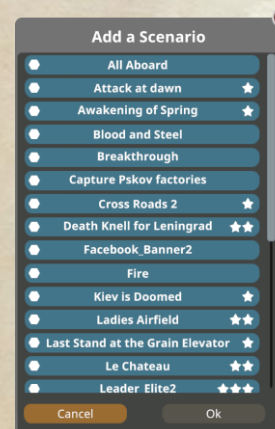 Add a Scenario
All Aboard
Attack at dawn
Awakening of Spring
Blood and Steel
Breakthrough
Capture Pskov factories
Cross Roads 2
Death Knell for Leningrad
Facebook_Banner2
Fire
Kiev is Doomed
Ladies Airfield
Last Stand at the Grain Elevator
Le Chateau
Leader Elite2
Cancel
Ok